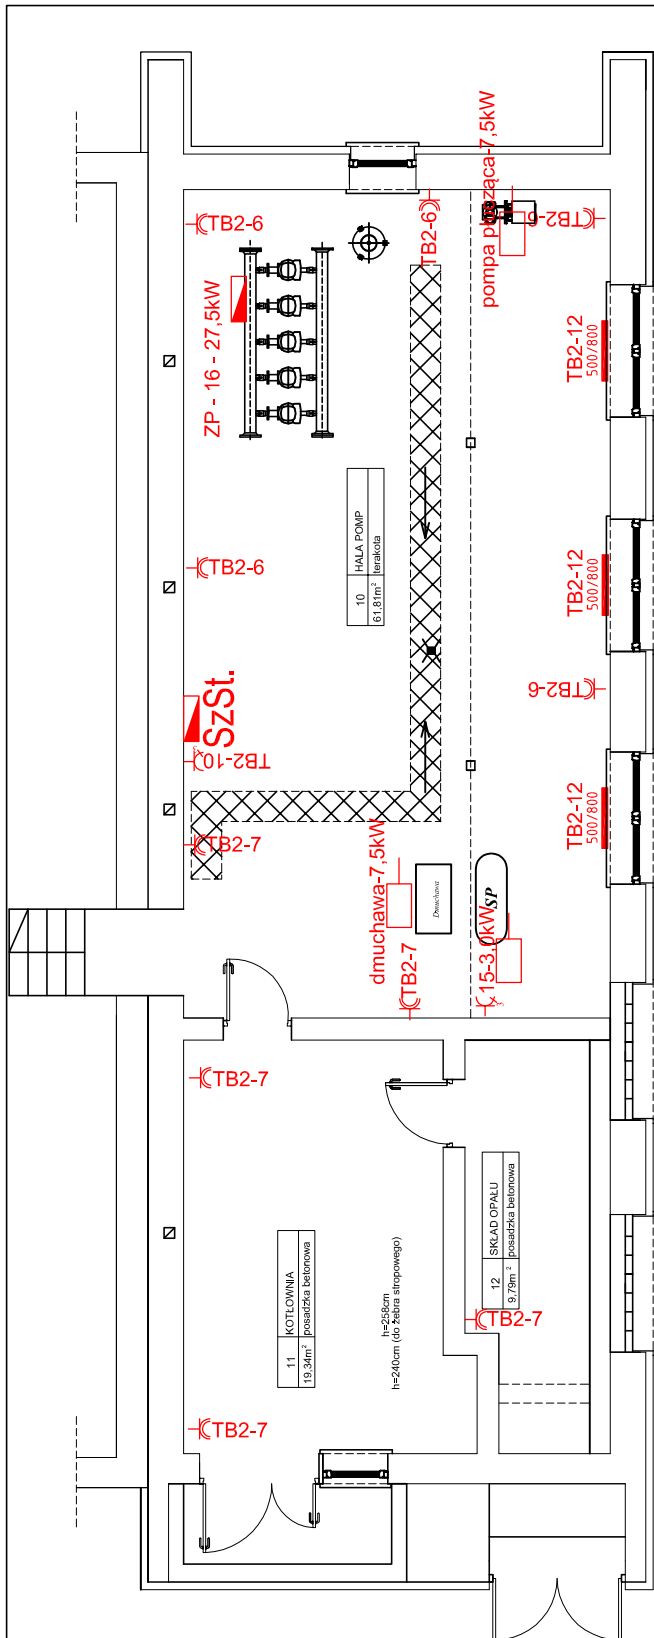 pompa płucząca-7,5kW
TB2-6
TB2-6
TB2-6
ZP - 16 - 27,5kW
TB2-12
500/800
10
HALA POMP
61,81m²
terakota
TB2-6
TB2-12
500/800
TB2-6
SzSt.
TB2-10
TB2-12
500/800
TB2-7
dmuchawa-7,5kW
Dmuchawa
SP
15-3,0kW
TB2-7
TB2-7
12
SKŁAD OPAŁU
9,79m²
posadzka betonowa
11
KOTŁOWNIA
19,34m²
posadzka betonowa
h=258cm
h=240cm (do żebra stropowego)
TB2-7
TB2-7